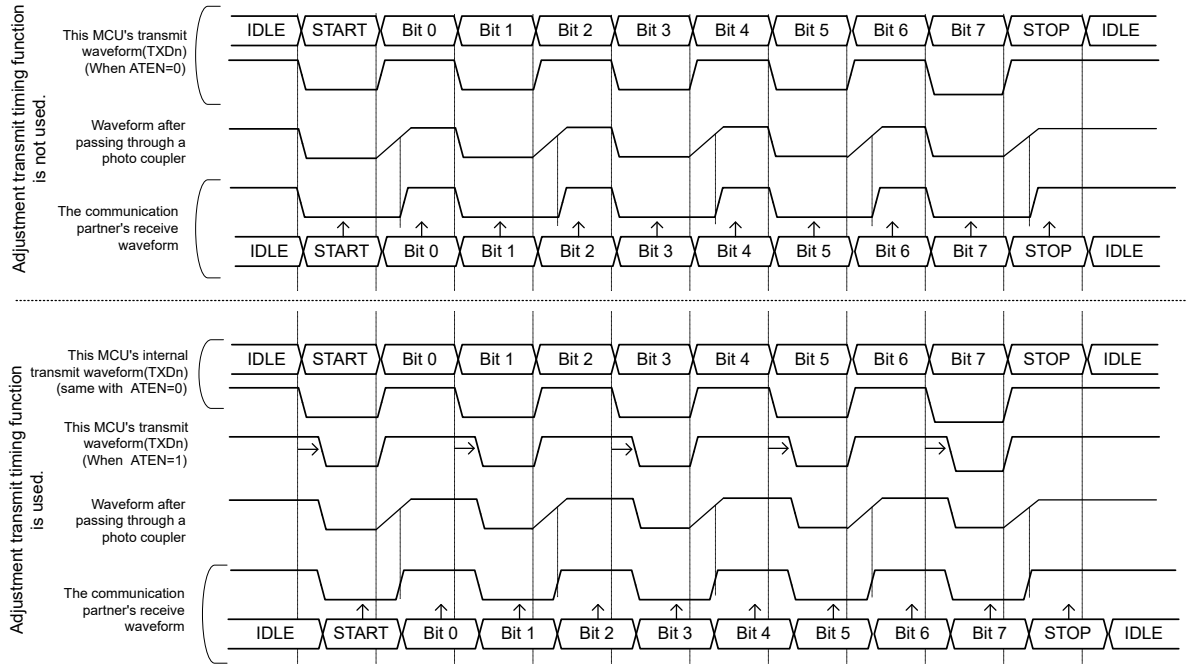 Adjustment transmit timing function
is not used.
This MCU's transmit
waveform(TXDn)
(When ATEN=0)
IDLE START Bit 0 Bit 1 Bit 2 Bit 3 Bit 4 Bit 5 Bit 6 Bit 7 STOP IDLE
Waveform after
passing through a
photo coupler
The communication
partner's receive
waveform
IDLE START Bit 0 Bit 1 Bit 2 Bit 3 Bit 4 Bit 5 Bit 6 Bit 7 STOP IDLE
Adjustment transmit timing function
is used.
This MCU's internal
transmit waveform(TXDn)
(same with ATEN=0)
IDLE START Bit 0 Bit 1 Bit 2 Bit 3 Bit 4 Bit 5 Bit 6 Bit 7 STOP IDLE
This MCU's transmit
waveform(TXDn)
(When ATEN=1)
Waveform after
passing through a
photo coupler
The communication
partner's receive
waveform
IDLE START Bit 0 Bit 1 Bit 2 Bit 3 Bit 4 Bit 5 Bit 6 Bit 7 STOP IDLE